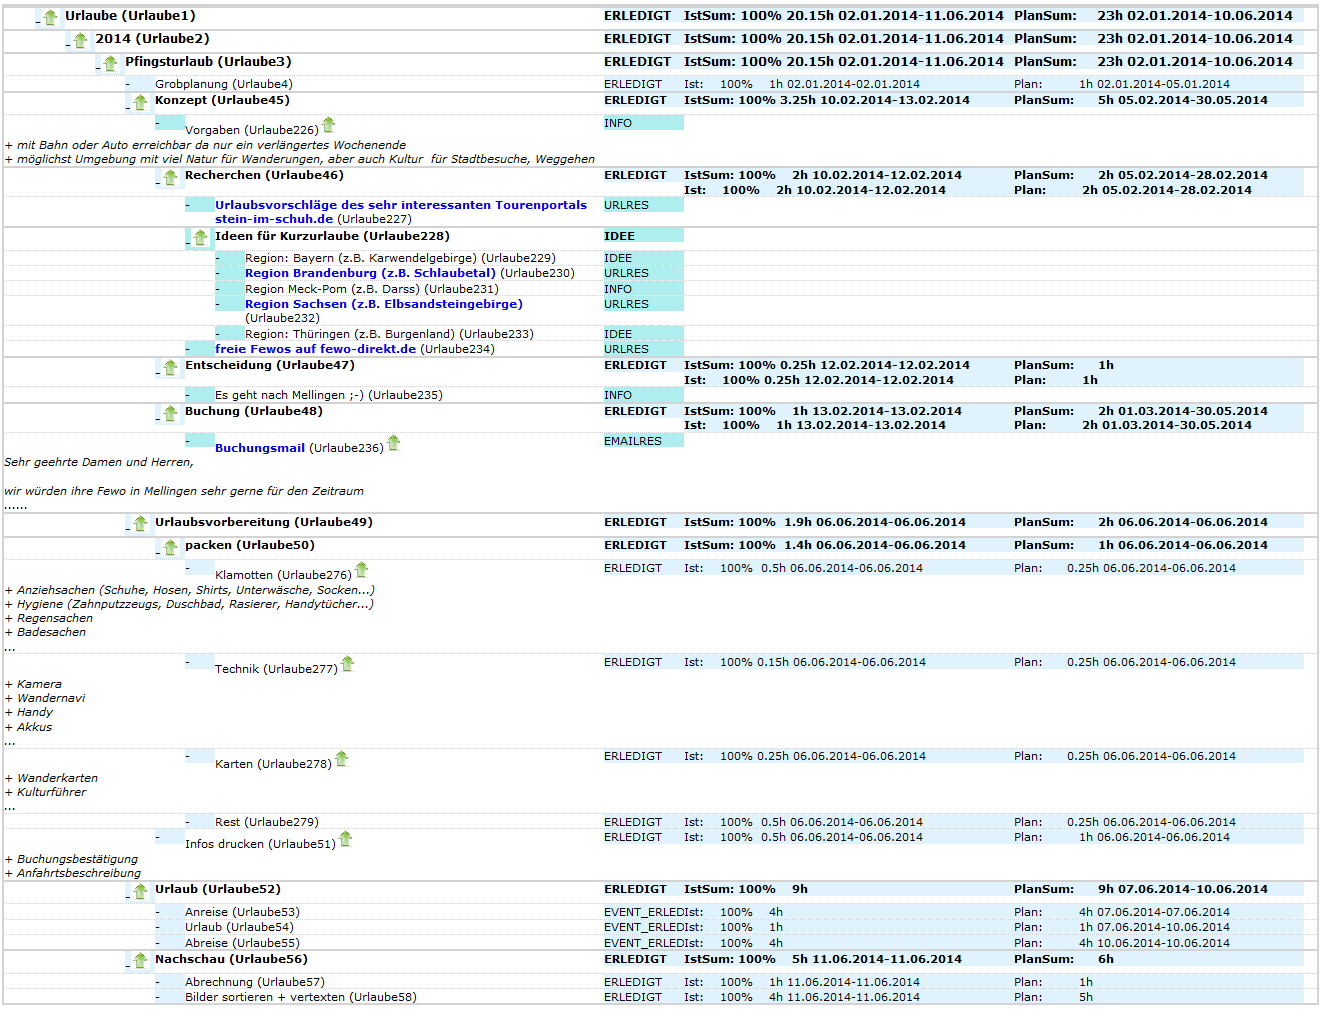 - Urlaube (Urlaube1) ERLEDIGT IstSum: 100% 20.15h 02.01.2014-11.06.2014 PlanSum: 23h 02.01.2014-10.06.2014
- 2014 (Urlaube2) ERLEDIGT IstSum: 100% 20.15h 02.01.2014-11.06.2014 PlanSum: 23h 02.01.2014-10.06.2014
- Pfingsturlaub (Urlaube3) ERLEDIGT IstSum: 100% 20.15h 02.01.2014-11.06.2014 PlanSum: 23h 02.01.2014-10.06.2014
- Grobplanung (Urlaube4) ERLEDIGT Ist: 100% 1h 02.01.2014-02.01.2014 Plan: 1h 02.01.2014-05.01.2014
- Konzept (Urlaube45) ERLEDIGT IstSum: 100% 3.25h 10.02.2014-13.02.2014 PlanSum: 5h 05.02.2014-30.05.2014
- Vorgaben (Urlaube226) INFO
+ mit Bahn oder Auto erreichbar da nur ein verlängertes Wochenende
+ möglichst Umgebung mit viel Natur für Wanderungen, aber auch Kultur für Stadtbesuche, Weggehen
- Recherchen (Urlaube46) ERLEDIGT IstSum: 100% 2h 10.02.2014-12.02.2014 PlanSum: 2h 05.02.2014-28.02.2014
Ist: 100% 2h 10.02.2014-12.02.2014 Plan: 2h 05.02.2014-28.02.2014
- Urlaubsvorschläge des sehr interessanten Tourenportals URLRES
stein-im-schuh.de (Urlaube227)
- Ideen für Kurzurlaube (Urlaube228) IDEE
- Region: Bayern (z.B. Karwendelgebirge) (Urlaube229) IDEE
- Region Brandenburg (z.B. Schlaubetal) (Urlaube230) URLRES
- Region Meck-Pom (z.B. Darss) (Urlaube231) INFO
- Region Sachsen (z.B. Elbsandsteingebirge) URLRES
(Urlaube232)
- Region: Thüringen (z.B. Burgenland) (Urlaube233) IDEE
- freie Fewos auf fewo-direkt.de (Urlaube234) URLRES
- Entscheidung (Urlaube47) ERLEDIGT IstSum: 100% 0.25h 12.02.2014-12.02.2014 PlanSum: 1h
Ist: 100% 0.25h 12.02.2014-12.02.2014 Plan: 1h
- Es geht nach Mellingen ;-) (Urlaube235) INFO
- Buchung (Urlaube48) ERLEDIGT IstSum: 100% 1h 13.02.2014-13.02.2014 PlanSum: 2h 01.03.2014-30.05.2014
Ist: 100% 1h 13.02.2014-13.02.2014 Plan: 2h 01.03.2014-30.05.2014
- Buchungsmail (Urlaube236) EMAILRES
Sehr geehrte Damen und Herren,
wir würden ihre Fewo in Mellingen sehr gerne für den Zeitraum
......
- Urlaubsvorbereitung (Urlaube49) ERLEDIGT IstSum: 100% 1.9h 06.06.2014-06.06.2014 PlanSum: 2h 06.06.2014-06.06.2014
- packen (Urlaube50) ERLEDIGT IstSum: 100% 1.4h 06.06.2014-06.06.2014 PlanSum: 1h 06.06.2014-06.06.2014
- Klamotten (Urlaube276) ERLEDIGT Ist: 100% 0.5h 06.06.2014-06.06.2014 Plan: 0.25h 06.06.2014-06.06.2014
+ Anziehsachen (Schuhe, Hosen, Shirts, Unterwäsche, Socken...)
+ Hygiene (Zahnputzzeugs, Duschbad, Rasierer, Handytücher...)
+ Regensachen
+ Badesachen
...
- Technik (Urlaube277) ERLEDIGT Ist: 100% 0.15h 06.06.2014-06.06.2014 Plan: 0.25h 06.06.2014-06.06.2014
+ Kamera
+ Wandernavi
+ Handy
+ Akkus
...
- Karten (Urlaube278) ERLEDIGT Ist: 100% 0.25h 06.06.2014-06.06.2014 Plan: 0.25h 06.06.2014-06.06.2014
+ Wanderkarten
+ Kulturführer
...
- Rest (Urlaube279) ERLEDIGT Ist: 100% 0.5h 06.06.2014-06.06.2014 Plan: 0.25h 06.06.2014-06.06.2014
- Infos drucken (Urlaube51) ERLEDIGT Ist: 100% 0.5h 06.06.2014-06.06.2014 Plan: 1h 06.06.2014-06.06.2014
+ Buchungsbestätigung
+ Anfahrtsbeschreibung
- Urlaub (Urlaube52) ERLEDIGT IstSum: 100% 9h PlanSum: 9h 07.06.2014-10.06.2014
- Anreise (Urlaube53) EVENT_ERLEDIst: 100% 4h Plan: 4h 07.06.2014-07.06.2014
- Urlaub (Urlaube54) EVENT_ERLEDIst: 100% 1h Plan: 1h 07.06.2014-10.06.2014
- Abreise (Urlaube55) EVENT_ERLEDIst: 100% 4h Plan: 4h 10.06.2014-10.06.2014
- Nachschau (Urlaube56) ERLEDIGT IstSum: 100% 5h 11.06.2014-11.06.2014 PlanSum: 6h
- Abrechnung (Urlaube57) ERLEDIGT Ist: 100% 1h 11.06.2014-11.06.2014 Plan: 1h
- Bilder sortieren + vertexten (Urlaube58) ERLEDIGT Ist: 100% 4h 11.06.2014-11.06.2014 Plan: 5h